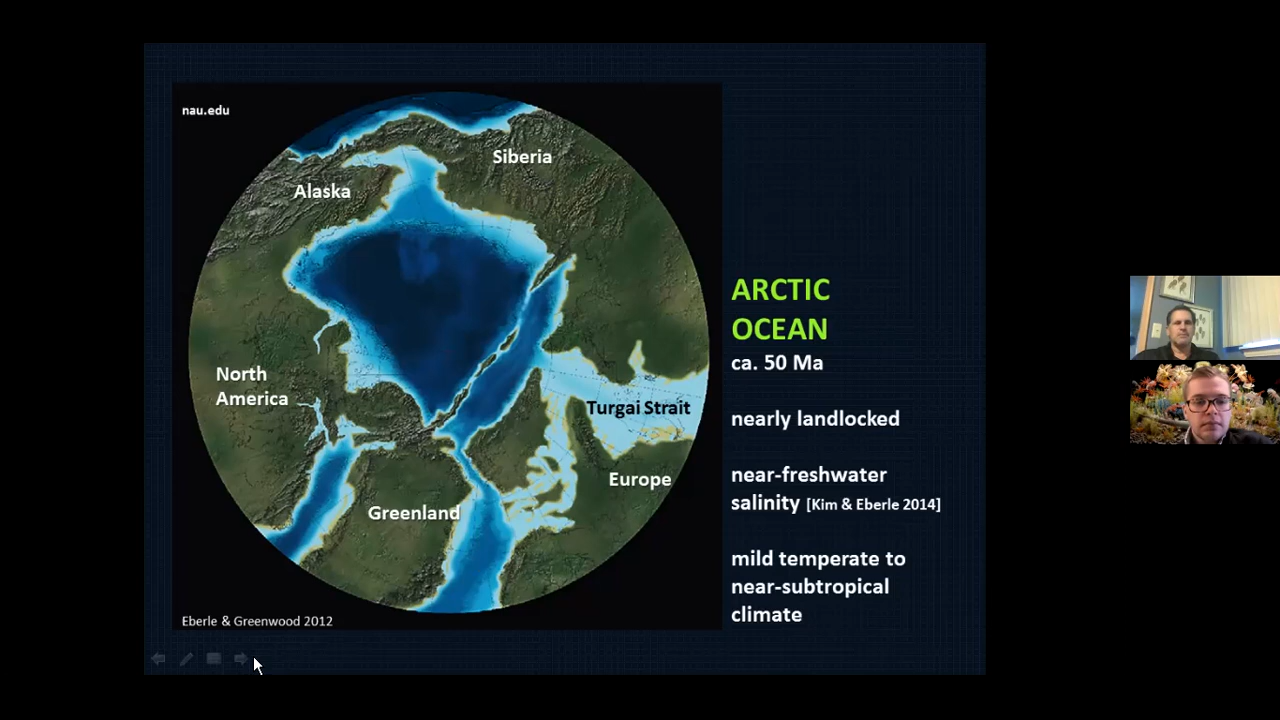 nau.edu
Siberia
Alaska
North
America
Turgai Strait
Europe
Greenland
Eberle & Greenwood 2012
ARCTIC
OCEAN
ca. 50 Ma
nearly landlocked
near-freshwater
salinity [Kim & Eberle 2014]
mild temperate to
near-subtropical
climate